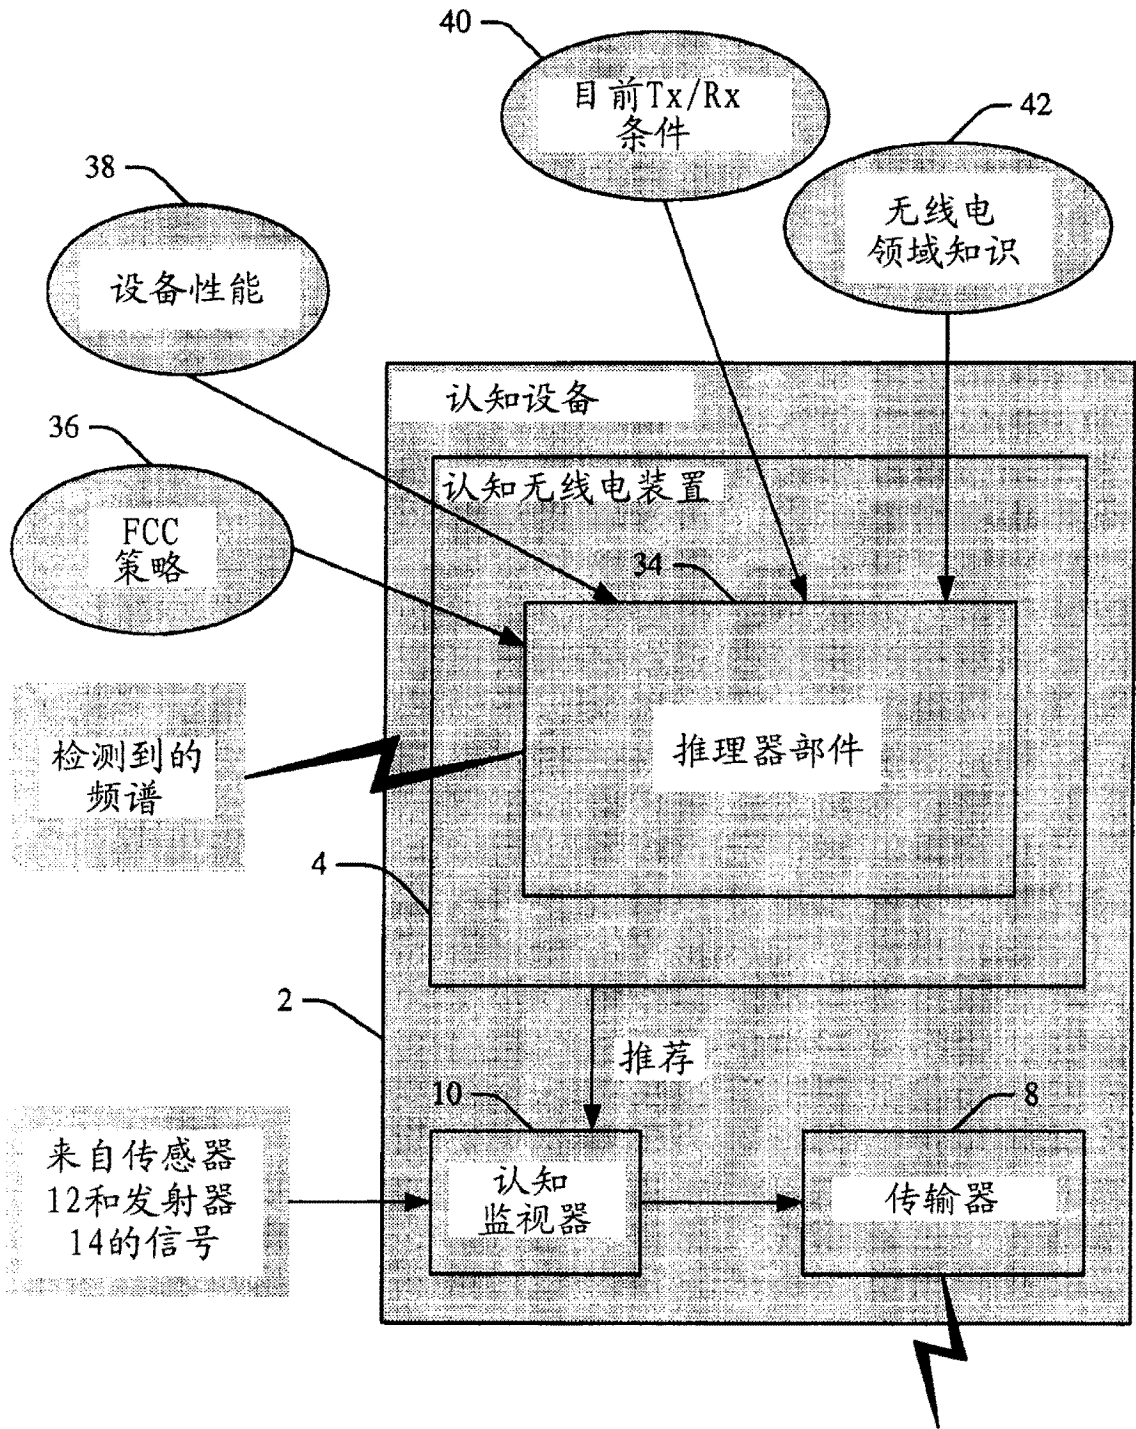 40
目前Tx/Rx
条件
42
无线电
领域知识
38
设备性能
认知设备
36
FCC
策略
认知无线电装置
34
推理器部件
检测到的
频谱
4
2
推荐
10
8
来自传感器
12和发射器
14的信号
认知
监视器
传输器